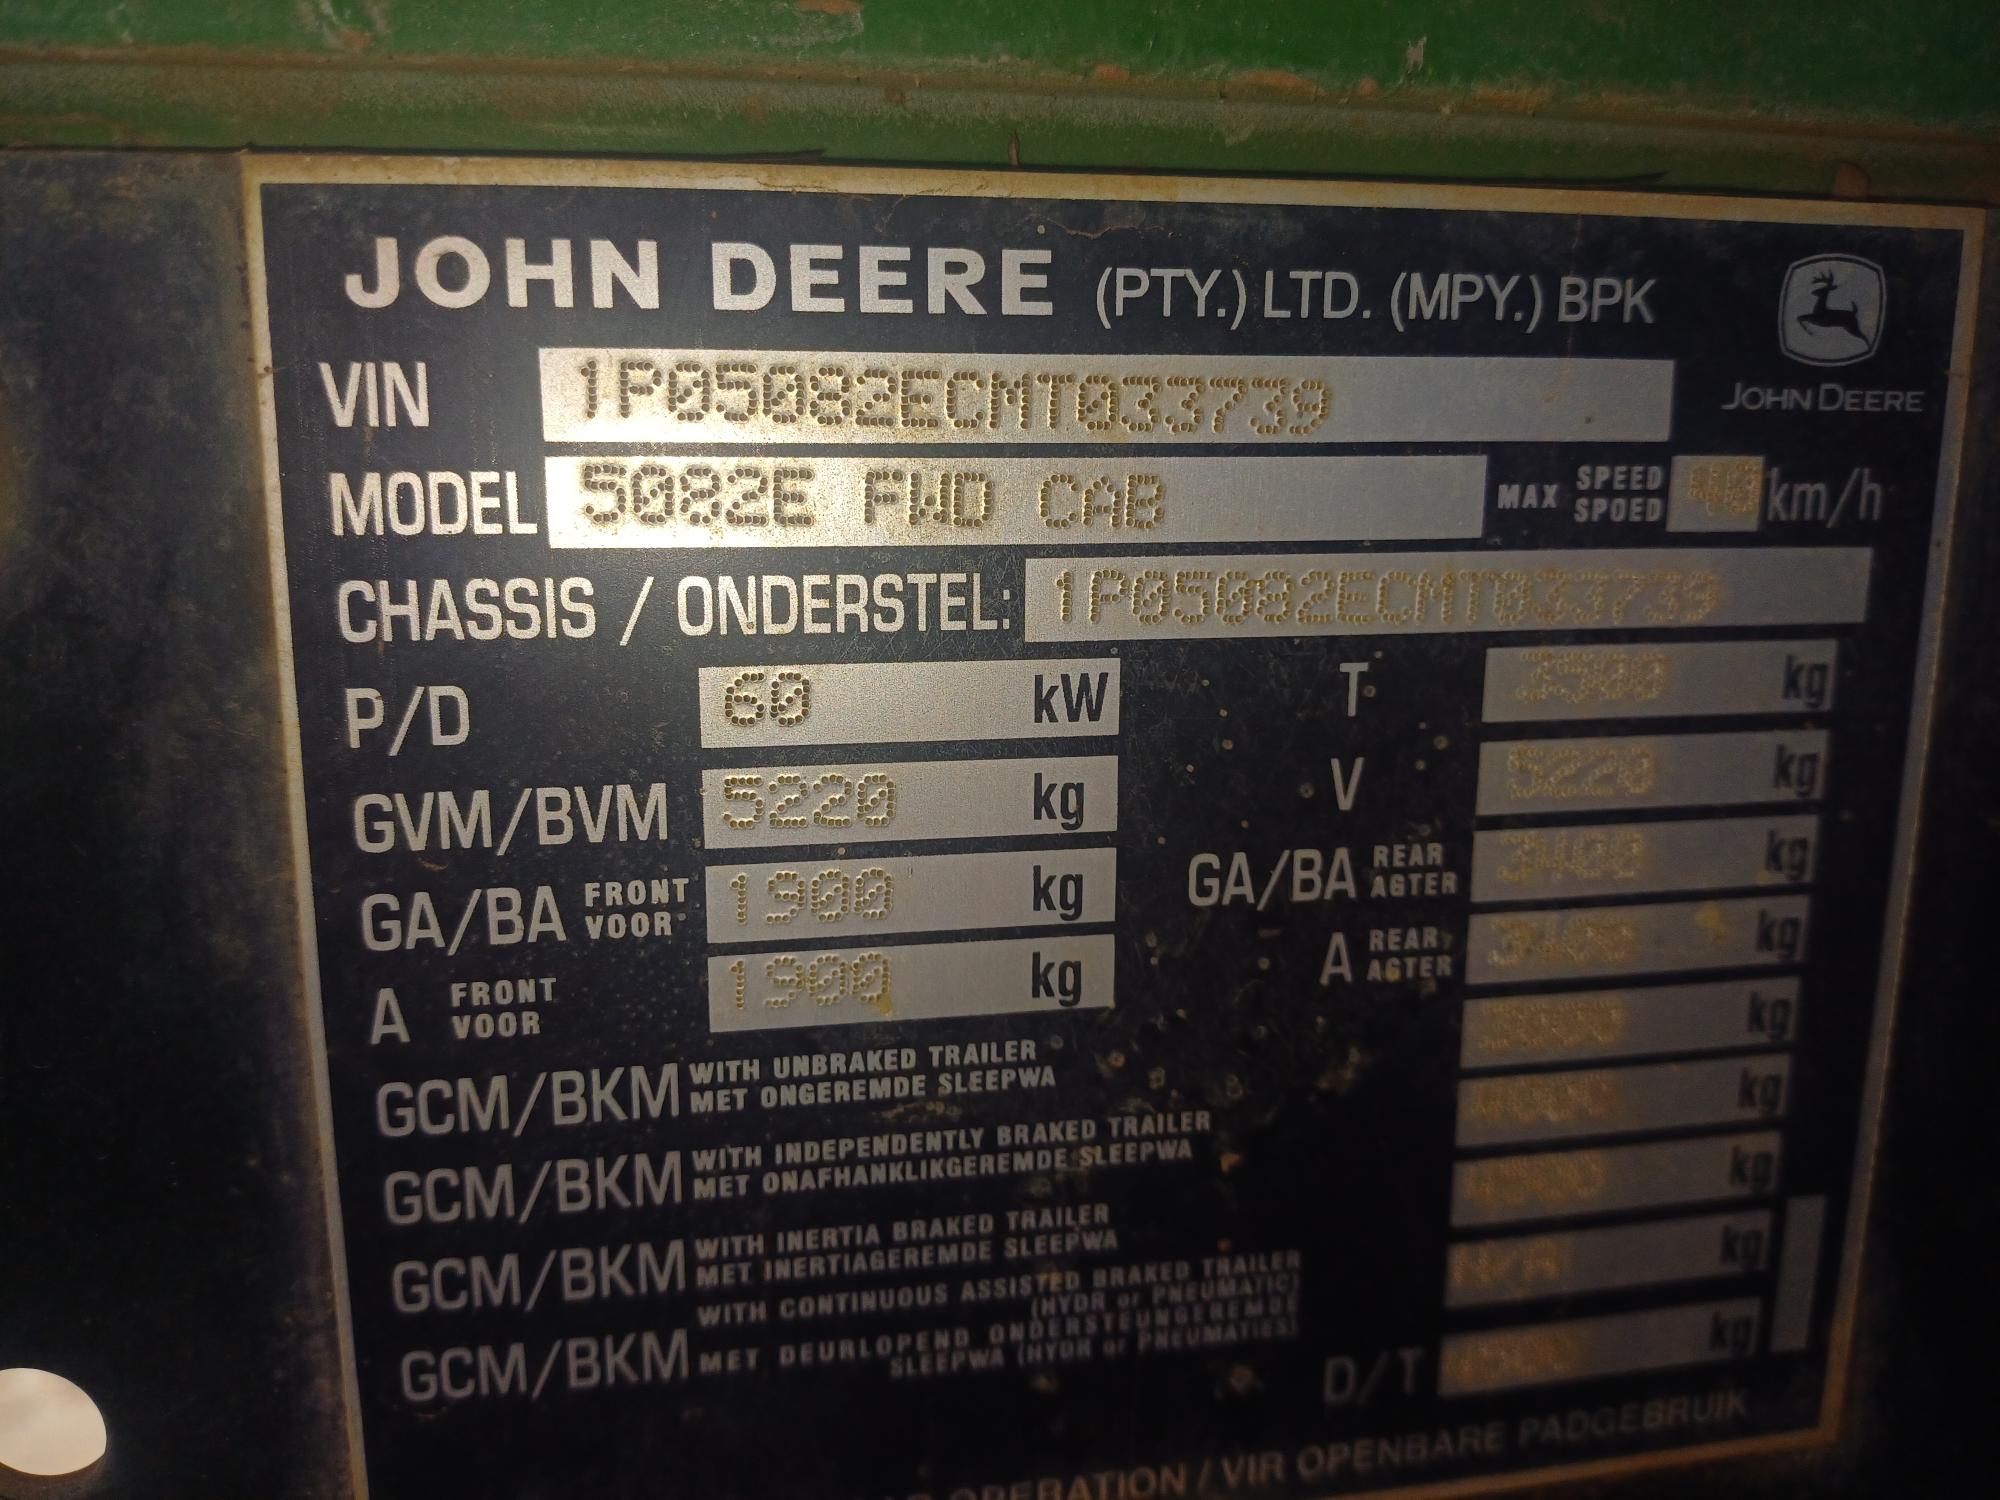 JOHN DEERE (PTY.) LTD. (MPY.) BPK
JOHN DEERE
VIN 1P05082ECMT033739
MODEL 5082E FWD CAB MAX SPEED SPOED 40 km/h
CHASSIS / ONDERSTEL: 1P05082ECMT033739
P/D 60 kW T kg
GVM/BVM 5220 kg V 5220 kg
GA/BA FRONT VOOR 1900 kg GA/BA REAR AGTER 3400 kg
A FRONT VOOR 1900 kg A REAR AGTER 3400 kg
GCM/BKM WITH UNBRAKED TRAILER kg
MET ONGEREMDE SLEEPWA
GCM/BKM WITH INDEPENDENTLY BRAKED TRAILER kg
MET ONAFHANKLIKGEREMDE SLEEPWA
GCM/BKM WITH INERTIA BRAKED TRAILER kg
MET INERTIAGEREMDE SLEEPWA
GCM/BKM WITH CONTINUOUS ASSISTED BRAKED TRAILER kg
(HYDR or PNEUMATIC)
MET DEURLOPEND ONDERSTEUNGEREMDE
SLEEPWA (HYDR or PNEUMATIES)
D/T kg
OPERATION / VIR OPENBARE PADGEBRUIK